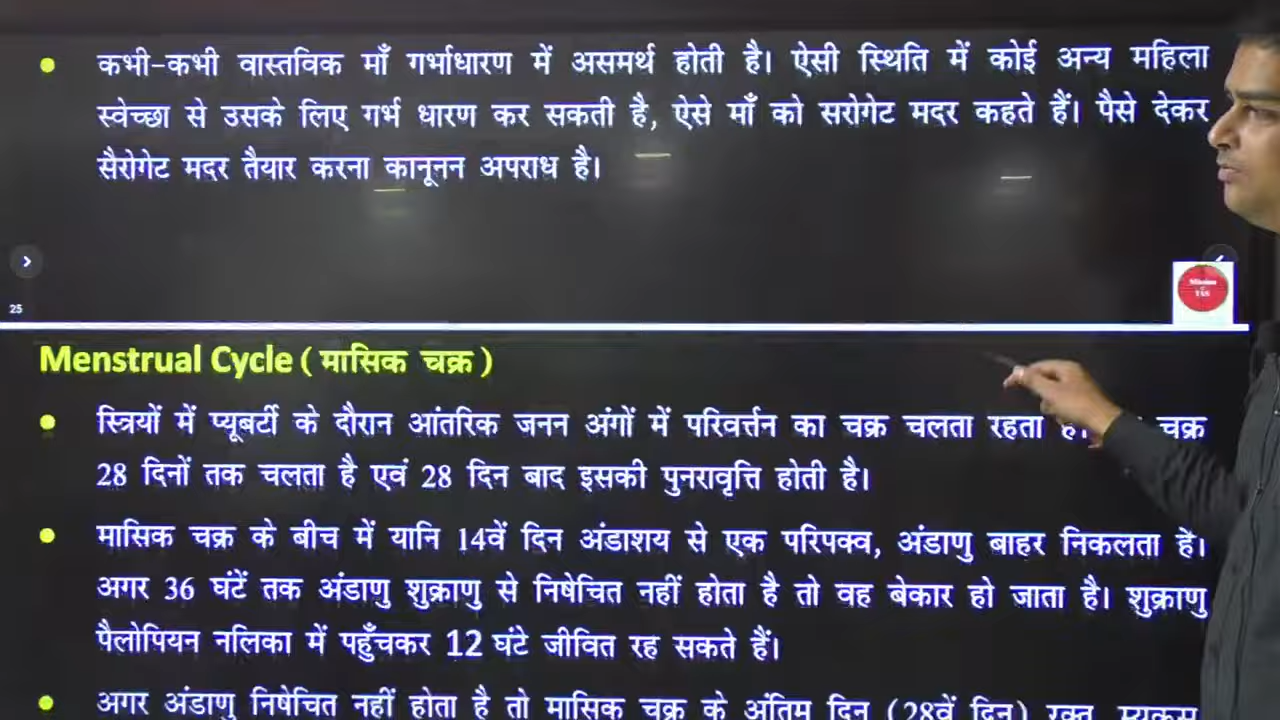 कभी-कभी वास्तविक माँ गर्भाधारण में असमर्थ होती है। ऐसी स्थिति में कोई अन्य महिला
स्वेच्छा से उसके लिए गर्भ धारण कर सकती है, ऐसे माँ को सरोगेट मदर कहते हैं। पैसे देकर
सैरोगेट मदर तैयार करना कानूनन अपराध है।
25
Mission
TAS
Menstrual Cycle ( मासिक चक्र )
स्त्रियों में प्यूबर्टी के दौरान आंतरिक जनन अंगों में परिवर्त्तन का चक्र चलता रहता है। चक्र
28 दिनों तक चलता है एवं 28 दिन बाद इसकी पुनरावृत्ति होती है।
मासिक चक्र के बीच में यानि 14वें दिन अंडाशय से एक परिपक्व, अंडाणु बाहर निकलता हैं।
अगर 36 घंटें तक अंडाणु शुक्राणु से निषेचित नहीं होता है तो वह बेकार हो जाता है। शुक्राणु
पैलोपियन नलिका में पहुँचकर 12 घंटे जीवित रह सकते हैं।
अगर अंडाणु निषेचित नहीं होता है तो मासिक चक्र के अंतिम दिन (28वें दिन) रक्त